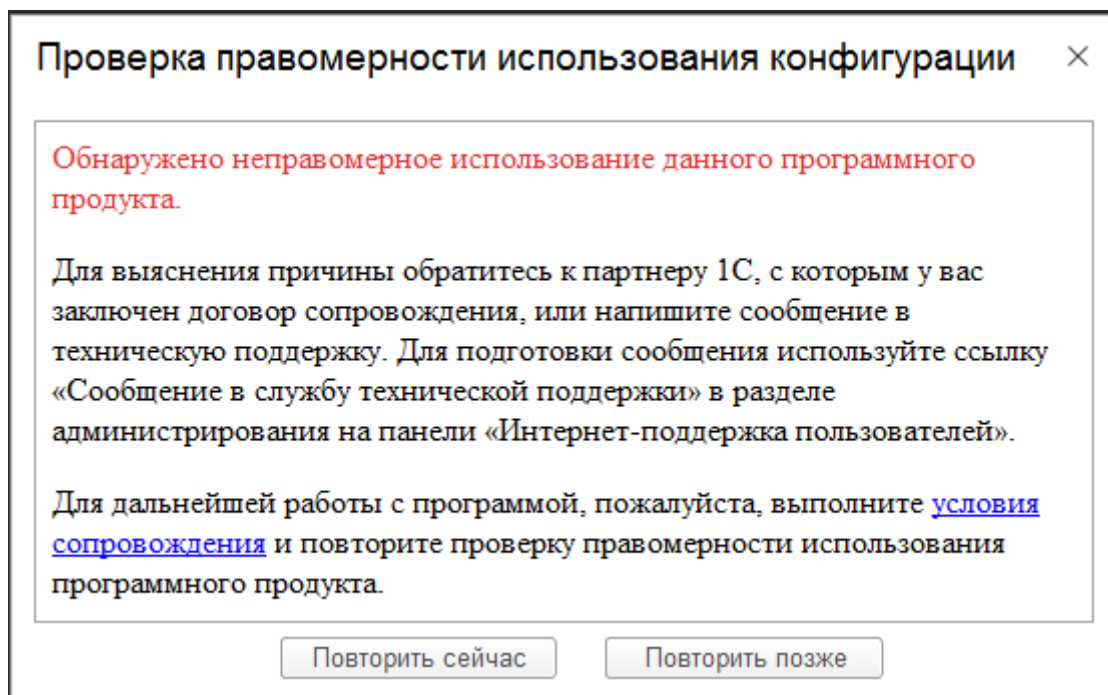 Проверка правомерности использования конфигурации
Обнаружено неправомерное использование данного программного
продукта.
Для выяснения причины обратитесь к партнеру 1С, с которым у вас
заключен договор сопровождения, или напишите сообщение в
техническую поддержку. Для подготовки сообщения используйте ссылку
«Сообщение в службу технической поддержки» в разделе
администрирования на панели «Интернет-поддержка пользователей».
Для дальнейшей работы с программой, пожалуйста, выполните условия
сопровождения и повторите проверку правомерности использования
программного продукта.
Повторить сейчас
Повторить позже